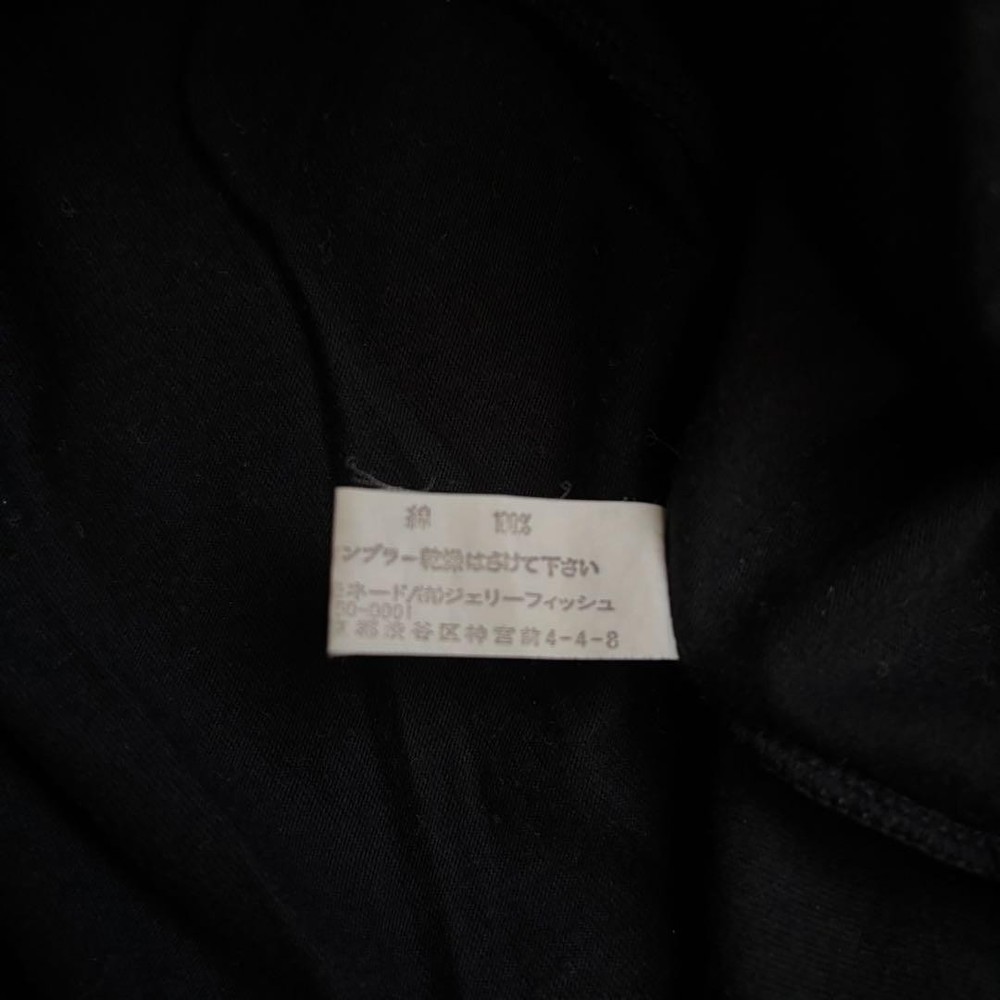 綿 100%
ンブラー乾燥はさけて下さい
ネード/(有)ジェリーフィッシュ
50-0001
都渋谷区神宮前4-4-8